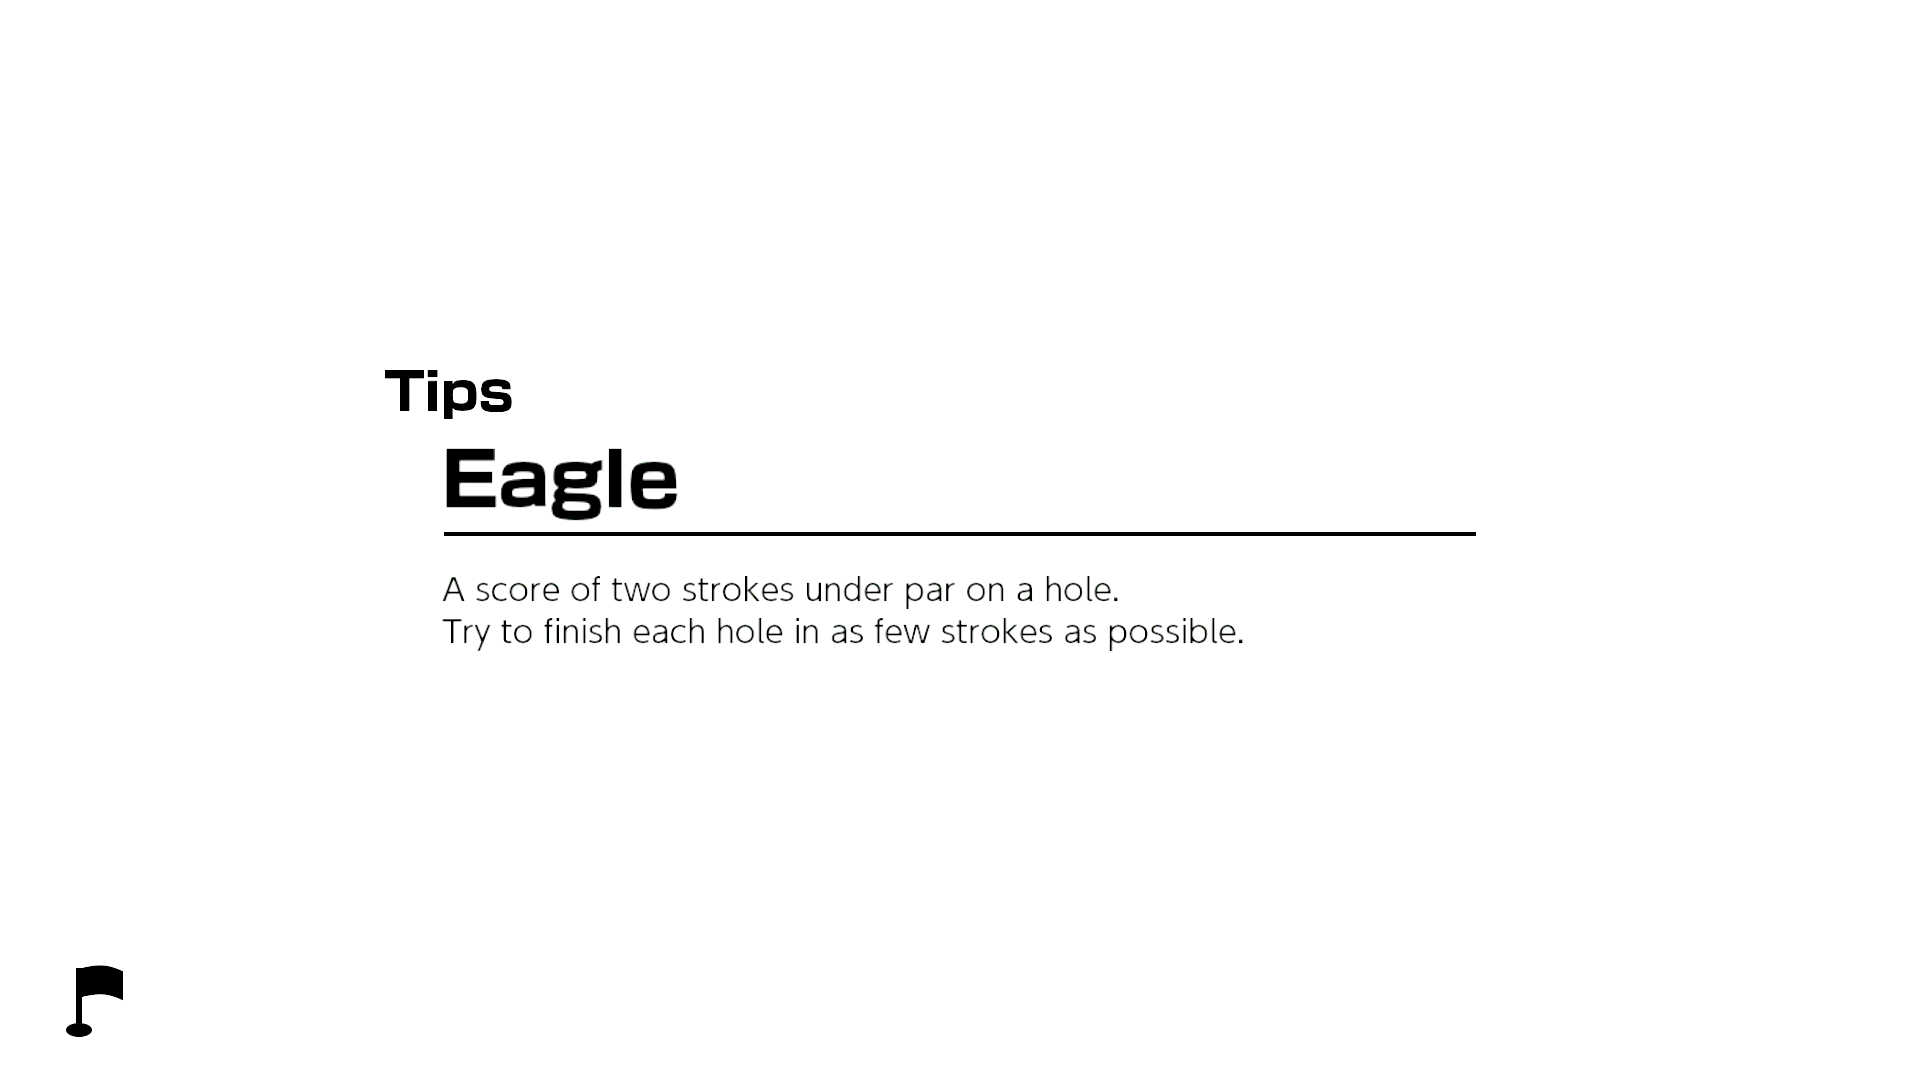 Tips
Eagle
A score of two strokes under par on a hole.
Try to finish each hole in as few strokes as possible.